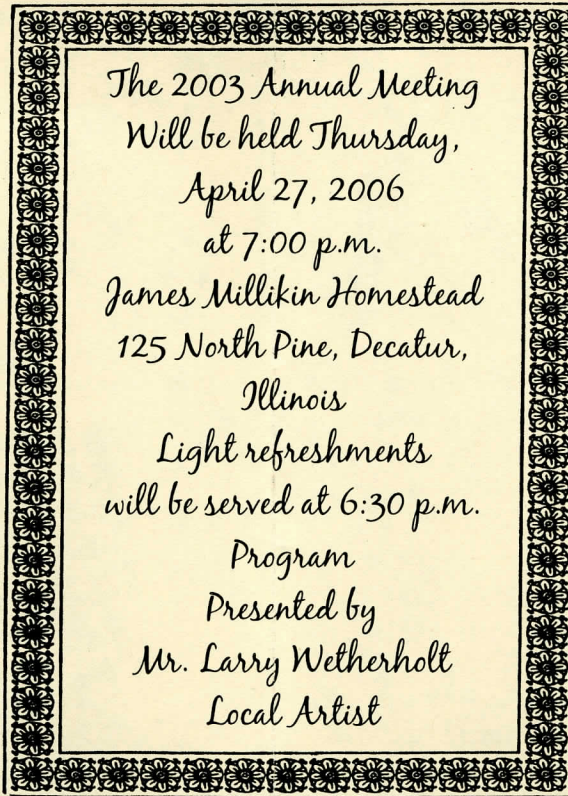 The 2003 Annual Meeting
Will be held Thursday,
April 27, 2006
at 7:00 p.m.
James Millikin Homestead
125 North Pine, Decatur,
Illinois
Light refreshments
will be served at 6:30 p.m.
Program
Presented by
Mr. Larry Wetherholt
Local Artist